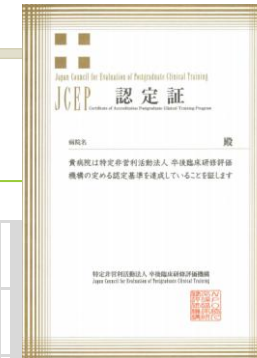 Japan Council for Evaluation of Postgraduate Clinical Training
JCEP 認定証
Certificate of Accreditation Postgraduate Clinical Training Program
病院名 殿
貴病院は特定非営利活動法人 卒後臨床研修評価
機構の定める認定基準を達成していることを証します
特定非営利活動法人 卒後臨床研修評価機構
Japan Council for Evaluation of Postgraduate Clinical Training